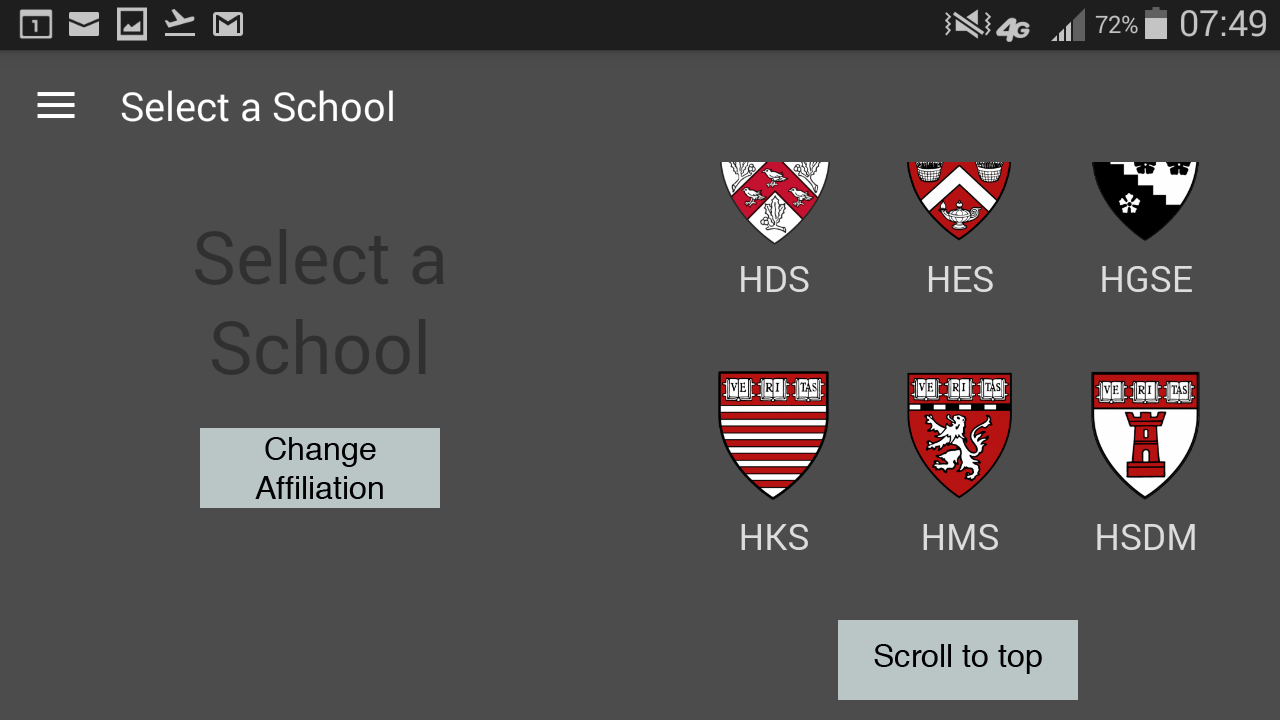 1
4G
72%
07:49
Select a School
Select a
School
Change
Affiliation
HDS
HES
HGSE
VE RI TAS
VE RI TAS
VE RI TAS
HKS
HMS
HSDM
Scroll to top